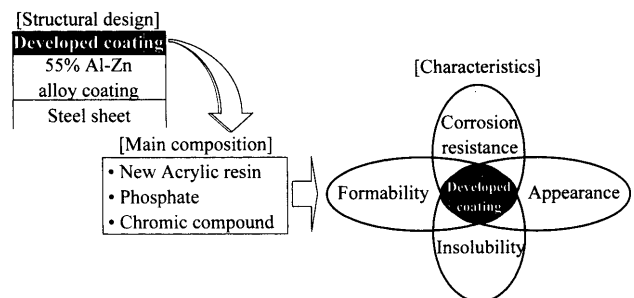 [Structural design]
Developed coating
55% Al-Zn
alloy coating
Steel sheet
[Main composition]
• New Acrylic resin
• Phosphate
• Chromic compound
[Characteristics]
Corrosion
resistance
Formability
Developed
coating
Appearance
Insolubility